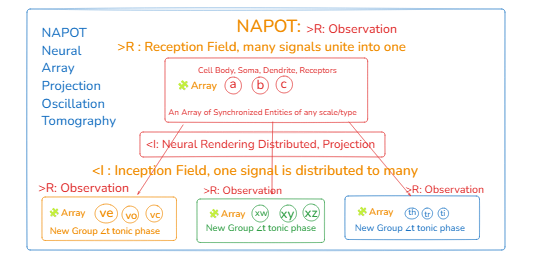 NAPOT
Neural
Array
Projection
Oscillation
Tomography
NAPOT: >R: Observation
>R : Reception Field, many signals unite into one
Cell Body, Soma, Dendrite, Receptors
Array a b c
An Array of Synchronized Entities of any scale/type
<I: Neural Rendering Distributed, Projection
<I : Inception Field, one signal is distributed to many
>R: Observation
Array ve vo vc
New Group ∠t tonic phase
>R: Observation
Array xw xy xz
New Group ∠t tonic phase
>R: Observation
Array th tr ti
New Group ∠t tonic phase